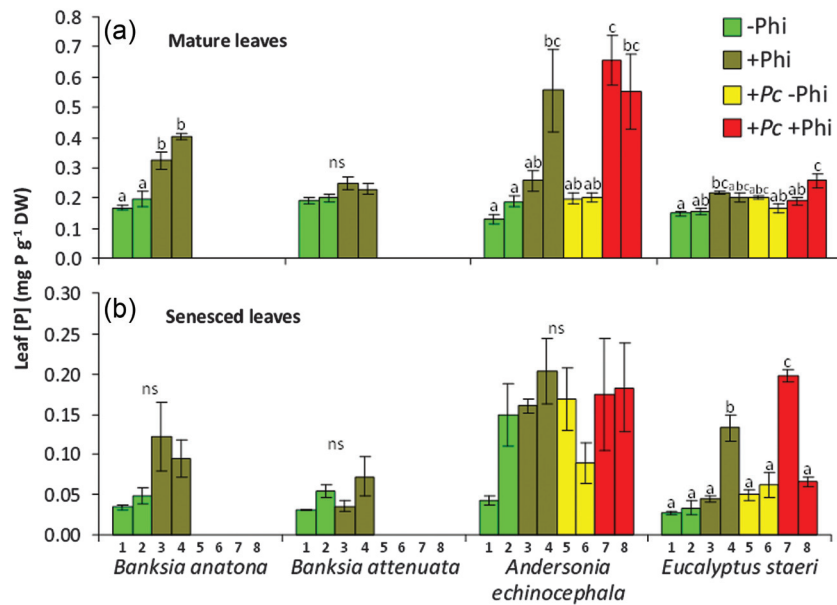 (a) Mature leaves
-Phi
+Phi
+Pc -Phi
+Pc +Phi
Leaf [P] (mg P g-1 DW)
0.8
0.7
0.6
0.5
0.4
0.3
0.2
0.1
0.0
a a b b
ns
a a ab bc ab ab c bc
a ab bc abc abc ab ab c
(b) Senesced leaves
0.30
0.25
0.20
0.15
0.10
0.05
0.00
ns
ns
ns
a a a b a a c a
1 2 3 4 5 6 7 8 1 2 3 4 5 6 7 8 1 2 3 4 5 6 7 8 1 2 3 4 5 6 7 8
Banksia anatona Banksia attenuata Andersonia Eucalyptus staeri
echinocephala